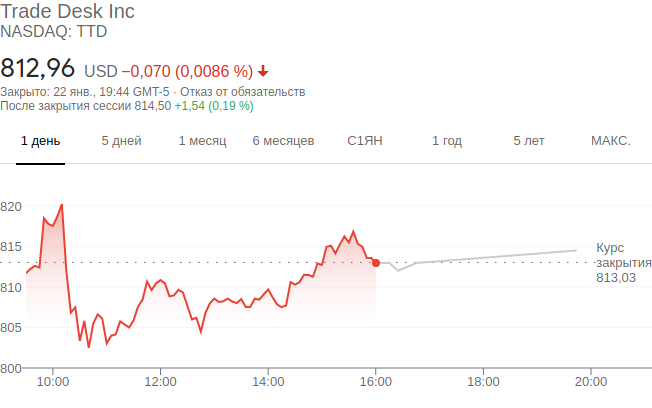 Trade Desk Inc
NASDAQ: TTD
812,96 USD −0,070 (0,0086 %)
Закрыто: 22 янв., 19:44 GMT-5 · Отказ от обязательств
После закрытия сессии 814,50 +1,54 (0,19 %)
1 день 5 дней 1 месяц 6 месяцев С1ЯН 1 год 5 лет МАКС.
820
815
Курс
закрытия
813,03
810
805
800
10:00 12:00 14:00 16:00 18:00 20:00